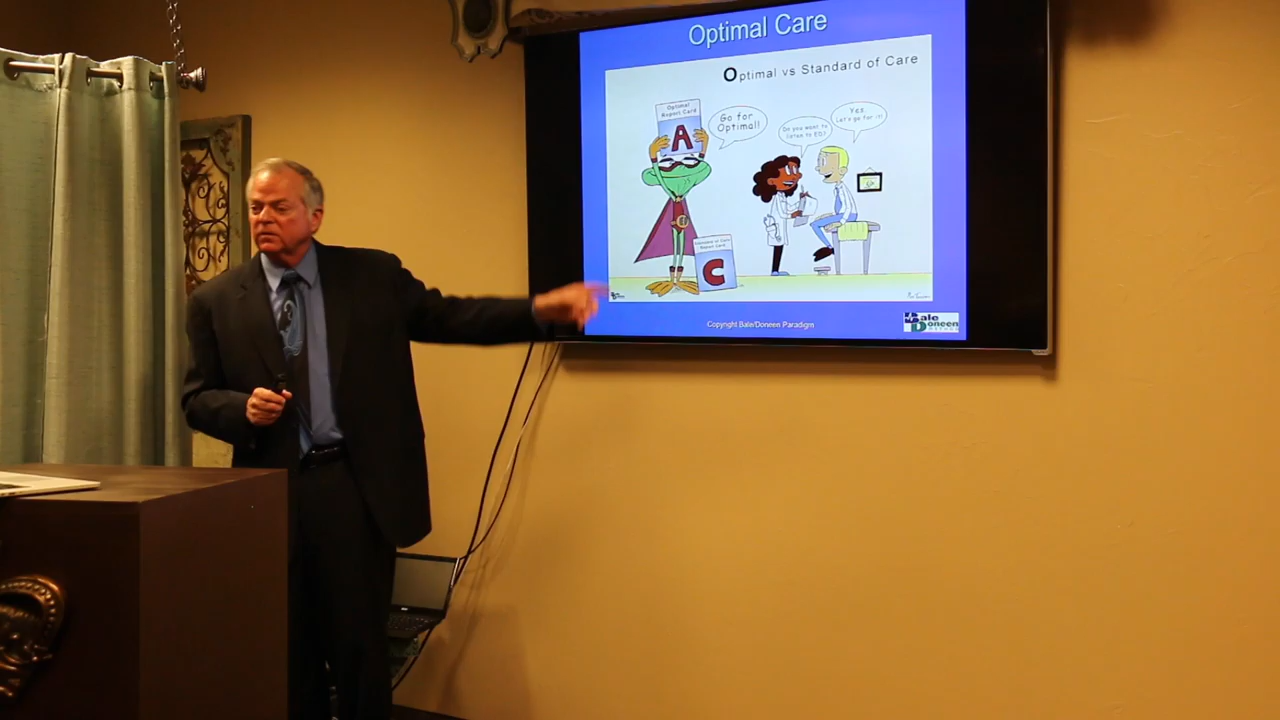 Optimal Care
Optimal vs Standard of Care
Optimal
Report Card
A
Go for
Optimal!
Do you want to
listen to EO?
Yes
Let's go for it!
Standard of Care
Report Card
C
Copyright Bale/Doneen Paradigm
Bale
Doneen